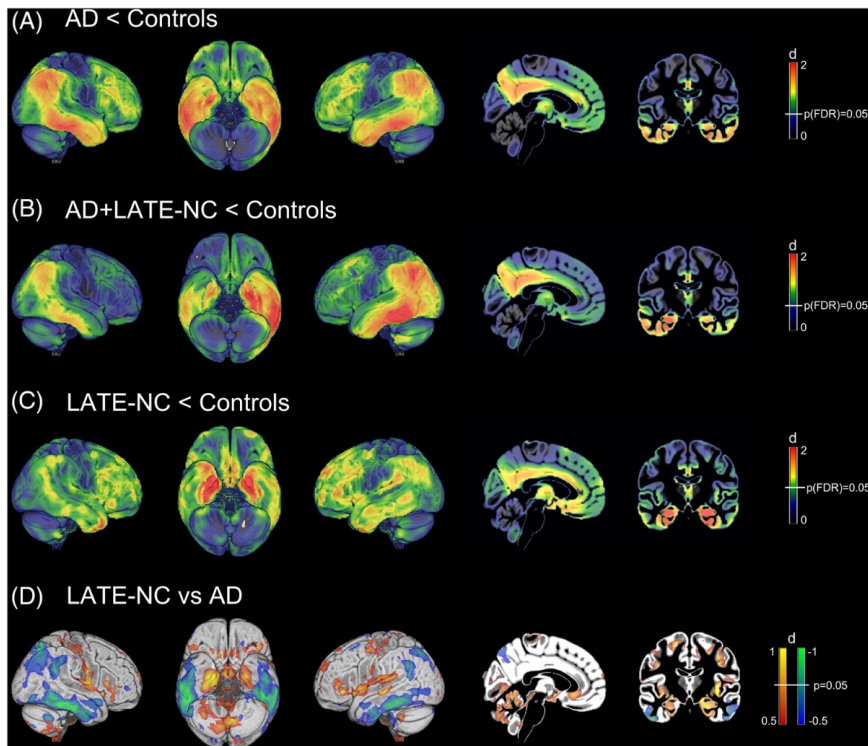 (A) AD < Controls
d
2
p(FDR)=0.05
0
(B) AD+LATE-NC < Controls
d
2
p(FDR)=0.05
0
(C) LATE-NC < Controls
d
2
p(FDR)=0.05
0
(D) LATE-NC vs AD
d
1 -1
p=0.05
0.5 -0.5